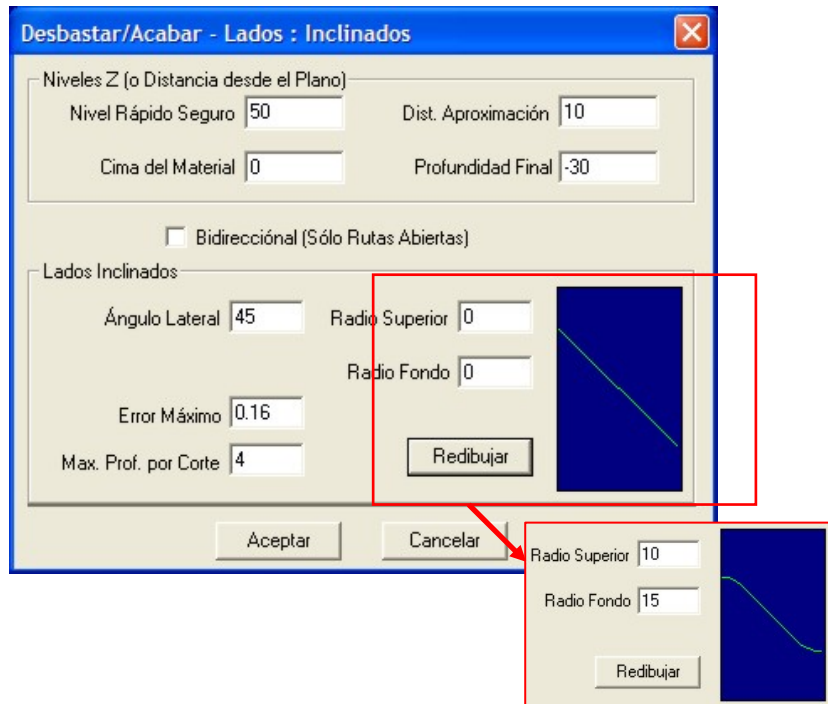 Desbastar/Acabar - Lados : Inclinados
Niveles Z (o Distancia desde el Plano)
Nivel Rápido Seguro 50 Dist. Aproximación 10
Cima del Material 0 Profundidad Final -30
Bidirecciónal (Sólo Rutas Abiertas)
Lados Inclinados
Ángulo Lateral 45 Radio Superior 0
Radio Fondo 0
Error Máximo 0.16
Max. Prof. por Corte 4 Redibujar
Aceptar Cancelar
Radio Superior 10
Radio Fondo 15
Redibujar